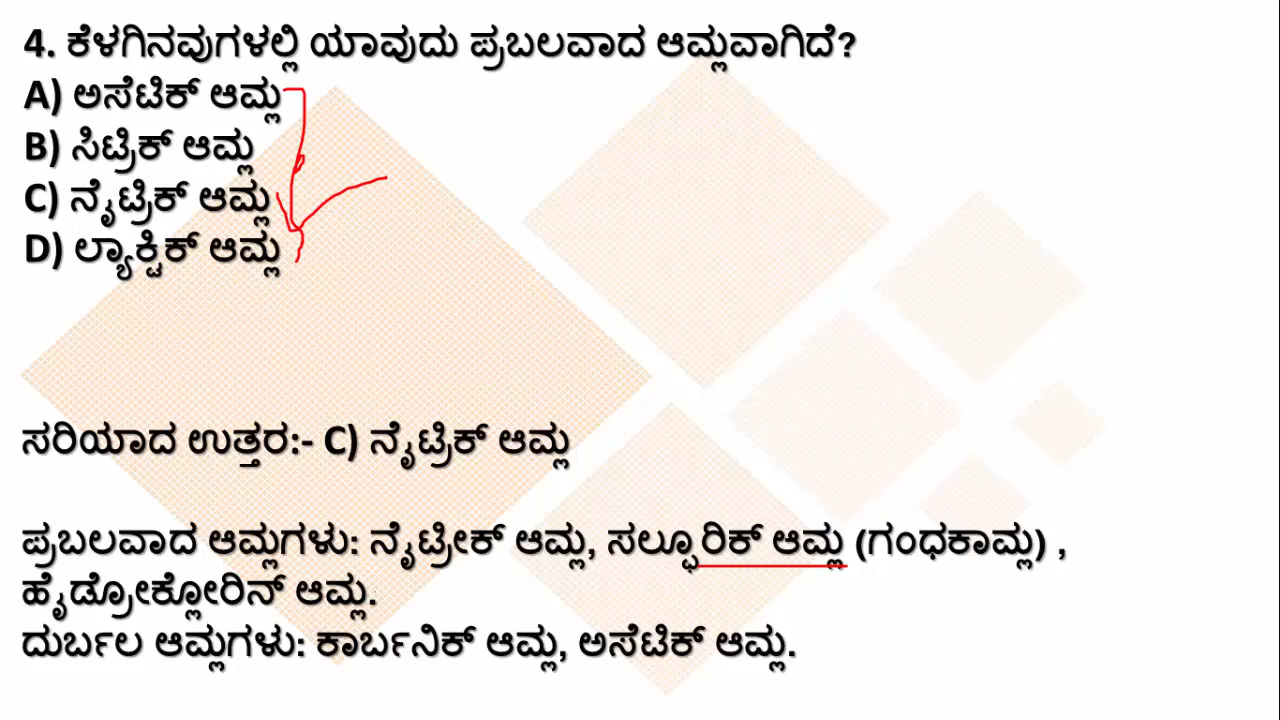 4. ಕೆಳಗಿನವುಗಳಲ್ಲಿ ಯಾವುದು ಪ್ರಬಲವಾದ ಆಮ್ಲವಾಗಿದೆ?
A) ಅಸೆಟಿಕ್ ಆಮ್ಲ
B) ಸಿಟ್ರಿಕ್ ಆಮ್ಲ
C) ನೈಟ್ರಿಕ್ ಆಮ್ಲ
D) ಲ್ಯಾಕ್ಟಿಕ್ ಆಮ್ಲ
ಸರಿಯಾದ ಉತ್ತರ:- C) ನೈಟ್ರಿಕ್ ಆಮ್ಲ
ಪ್ರಬಲವಾದ ಆಮ್ಲಗಳು: ನೈಟ್ರೀಕ್ ಆಮ್ಲ, ಸಲ್ಫೂರಿಕ್ ಆಮ್ಲ (ಗಂಧಕಾಮ್ಲ) ,
ಹೈಡ್ರೋಕ್ಲೋರಿನ್ ಆಮ್ಲ.
ದುರ್ಬಲ ಆಮ್ಲಗಳು: ಕಾರ್ಬನಿಕ್ ಆಮ್ಲ, ಅಸೆಟಿಕ್ ಆಮ್ಲ.